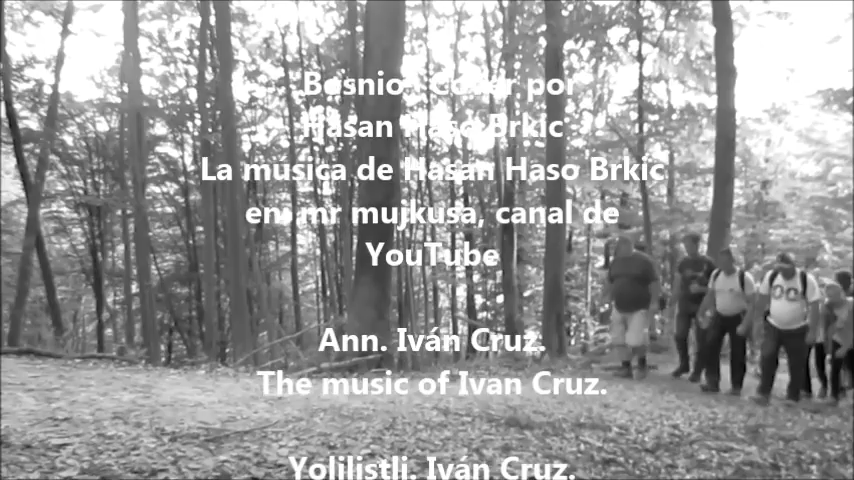 Bosnio. Cover por
Hasan Haso Brkic
La música de Hasan Haso Brkic
en mr mujkusa, canal de
YouTube
Ann. Iván Cruz.
The music of Ivan Cruz.
Yolilistli. Iván Cruz.